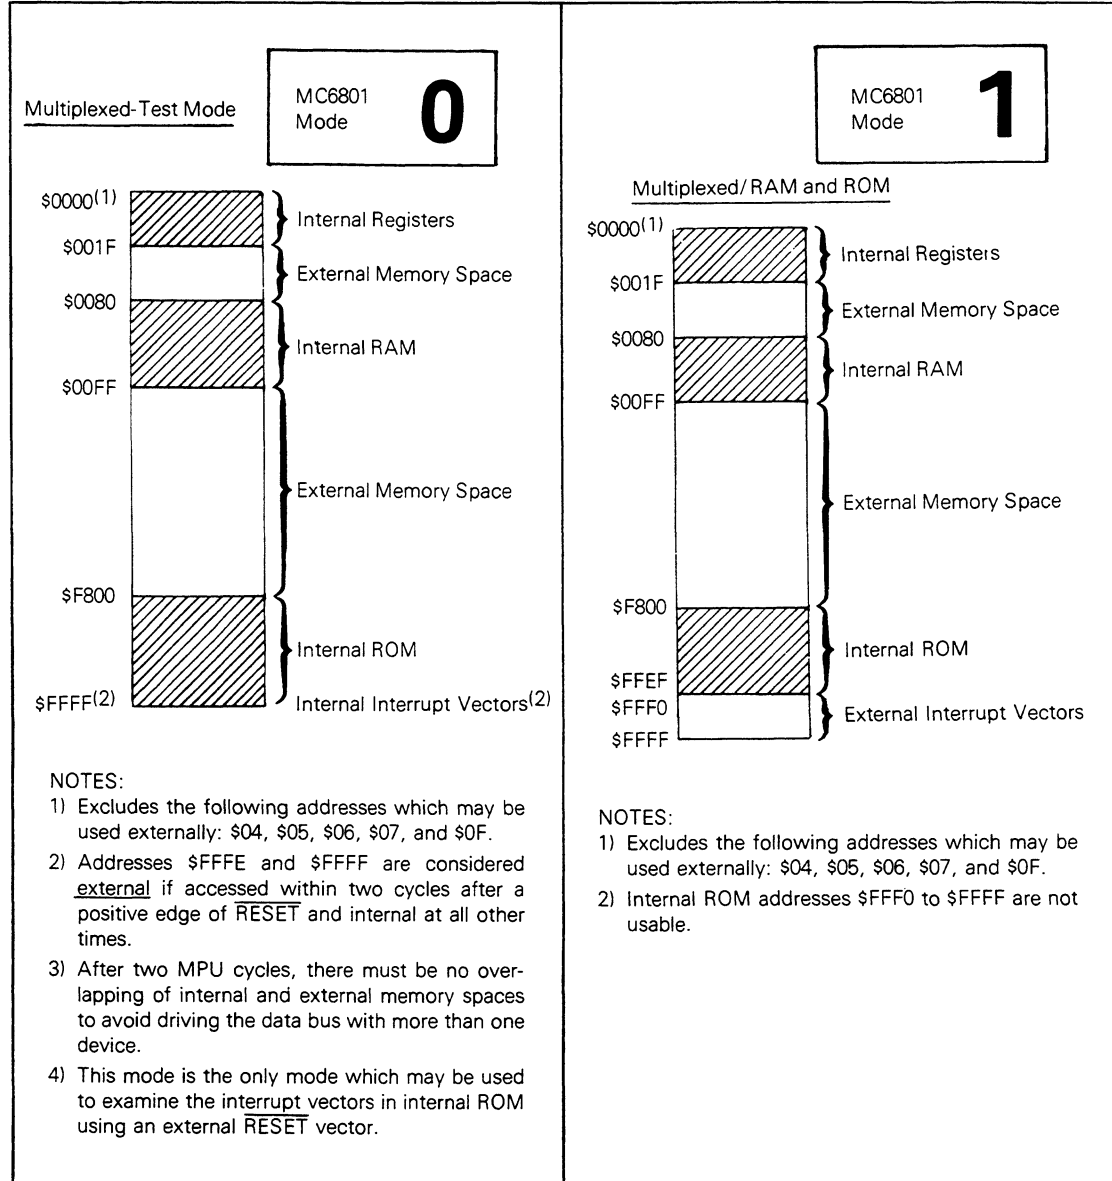 Multiplexed-Test Mode
MC6801
Mode
0
$0000(1)
Internal Registers
$001F
External Memory Space
$0080
Internal RAM
$00FF
External Memory Space
$F800
Internal ROM
$FFFF(2)
Internal Interrupt Vectors(2)
NOTES:
1) Excludes the following addresses which may be
used externally: $04, $05, $06, $07, and $0F.
2) Addresses $FFFE and $FFFF are considered
external if accessed within two cycles after a
positive edge of RESET and internal at all other
times.
3) After two MPU cycles, there must be no over-
lapping of internal and external memory spaces
to avoid driving the data bus with more than one
device.
4) This mode is the only mode which may be used
to examine the interrupt vectors in internal ROM
using an external RESET vector.
MC6801
Mode
1
Multiplexed/RAM and ROM
$0000(1)
Internal Registers
$001F
External Memory Space
$0080
Internal RAM
$00FF
External Memory Space
$F800
Internal ROM
$FFEF
$FFF0
External Interrupt Vectors
$FFFF
NOTES:
1) Excludes the following addresses which may be
used externally: $04, $05, $06, $07, and $0F.
2) Internal ROM addresses $FFF0 to $FFFF are not
usable.